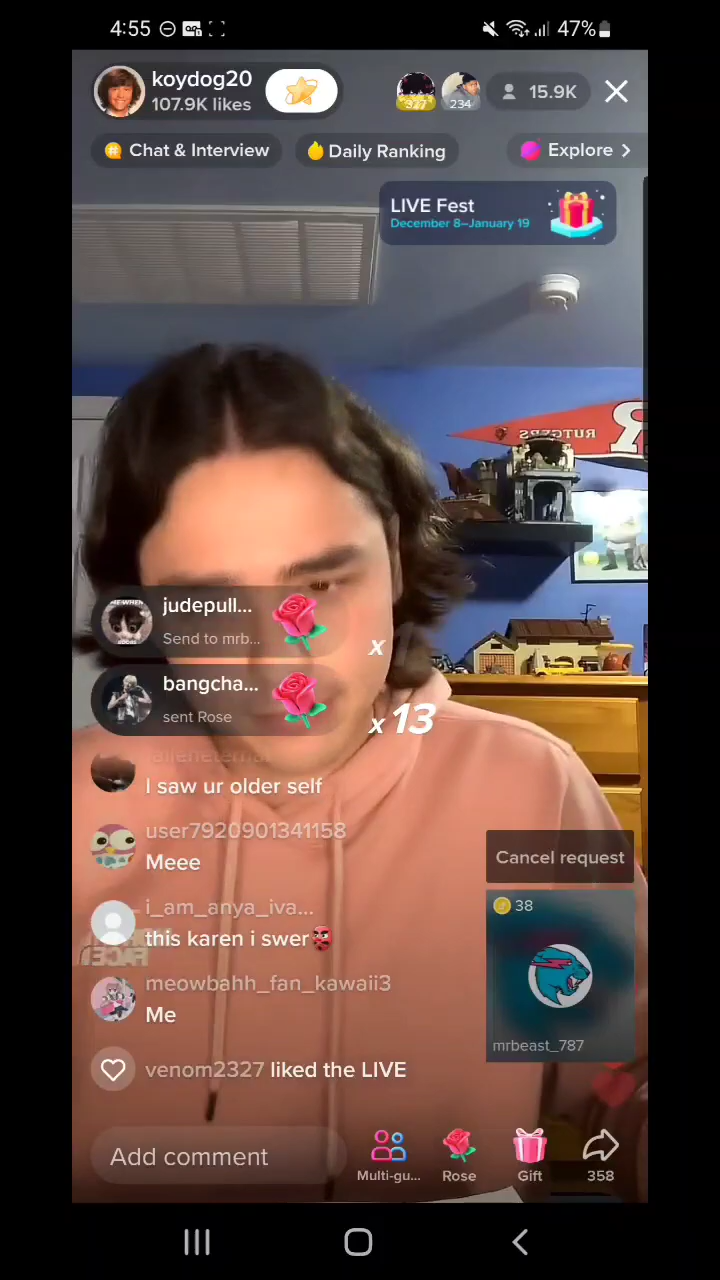 4:55
47%
koydog20
107.9K likes
327
234
15.9K
Chat & Interview
Daily Ranking
Explore
LIVE Fest
December 8–January 19
RUTGERS
R
judepull...
Send to mrb...
x
bangcha...
sent Rose
x 13
I saw ur older self
user7920901341158
Meee
Cancel request
i_am_anya_iva...
this karen i swer
38
meowbahh_fan_kawaii3
Me
mrbeast_787
venom2327 liked the LIVE
Add comment
Multi-gu...
Rose
Gift
358